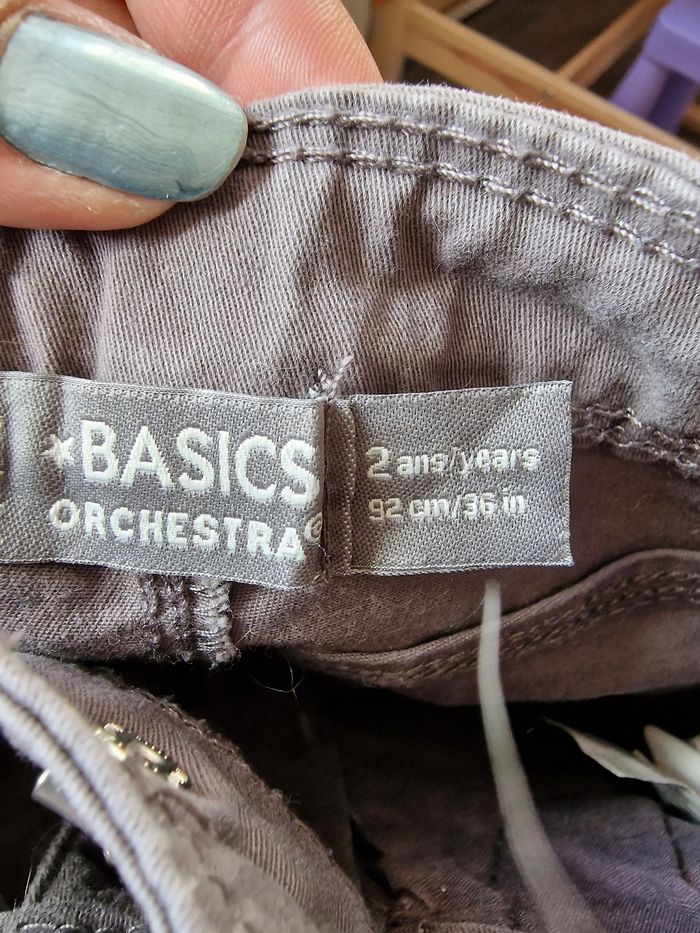 BASICS
ORCHESTRA®
2 ans/years
92 cm/36 in